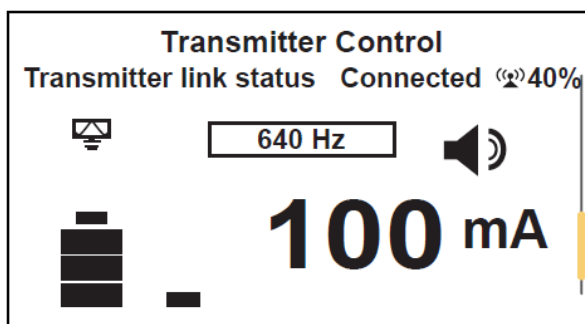 Transmitter Control
Transmitter link status Connected 40%
640 Hz
100 mA